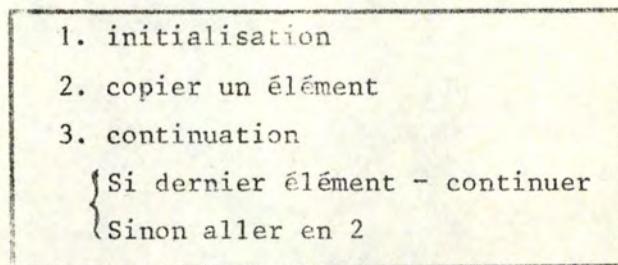 1. initialisation
2. copier un élément
3. continuation
Si dernier élément - continuer
Sinon aller en 2